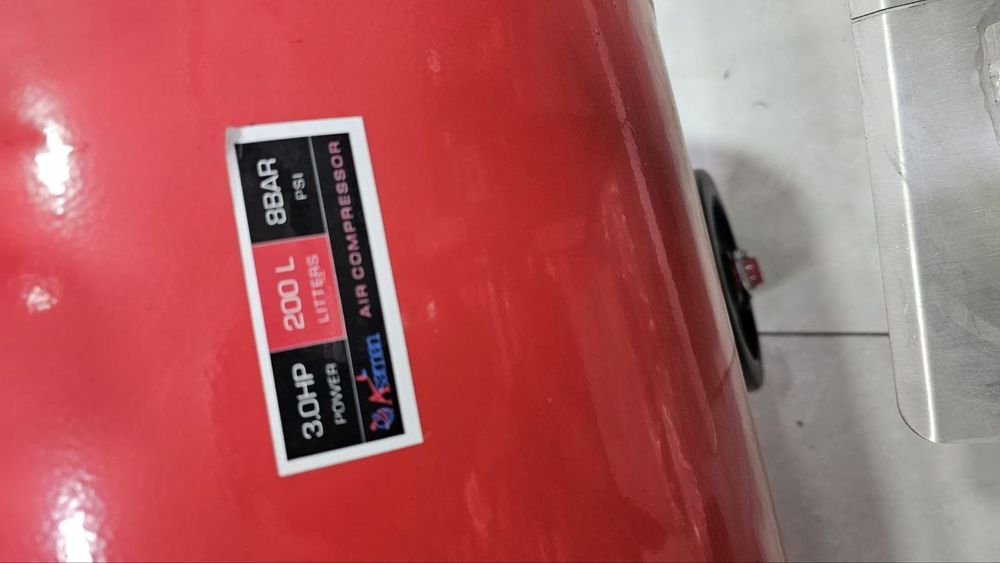 3.0HP 200 L 8BAR
POWER LITTERS PSI
AIR COMPRESSOR